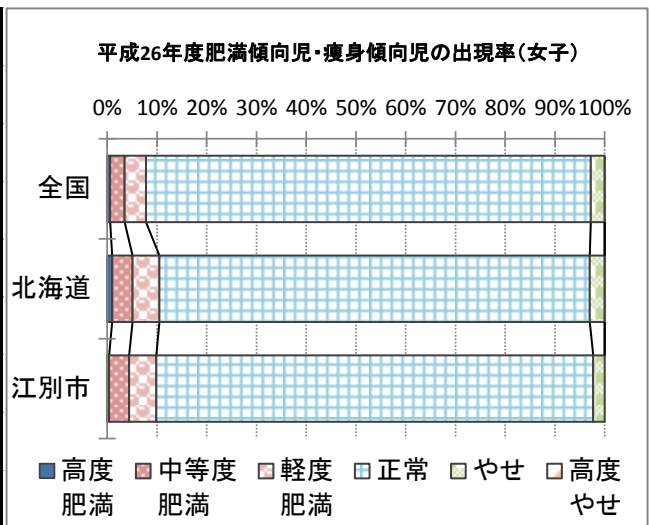 平成26年度肥満傾向児・痩身傾向児の出現率（女子）
0% 10% 20% 30% 40% 50% 60% 70% 80% 90% 100%
全国
北海道
江別市
高度肥満 中等度肥満 軽度肥満 正常 やせ 高度やせ